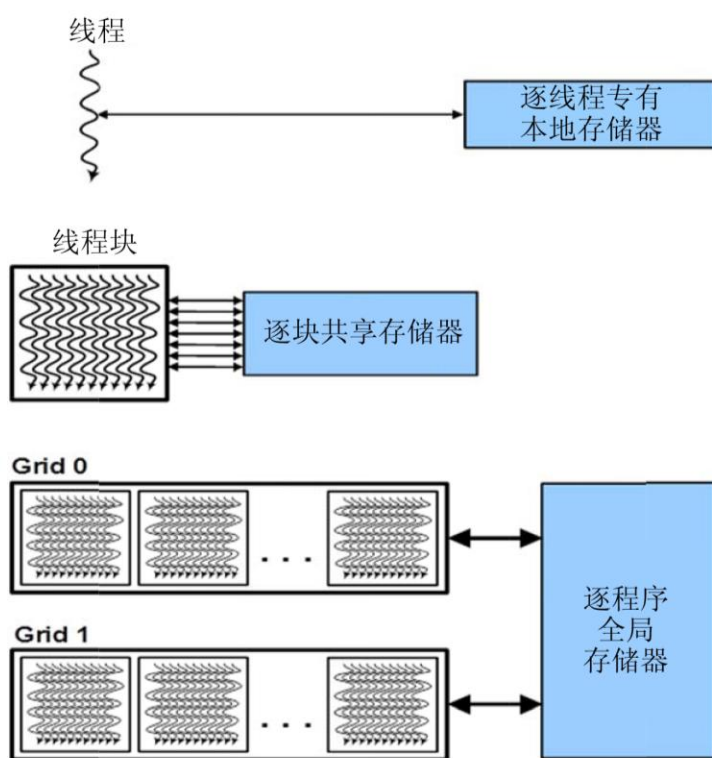 线程
逐线程专有
本地存储器
线程块
逐块共享存储器
Grid 0
. . .
逐程序
全局
存储器
Grid 1
. . .